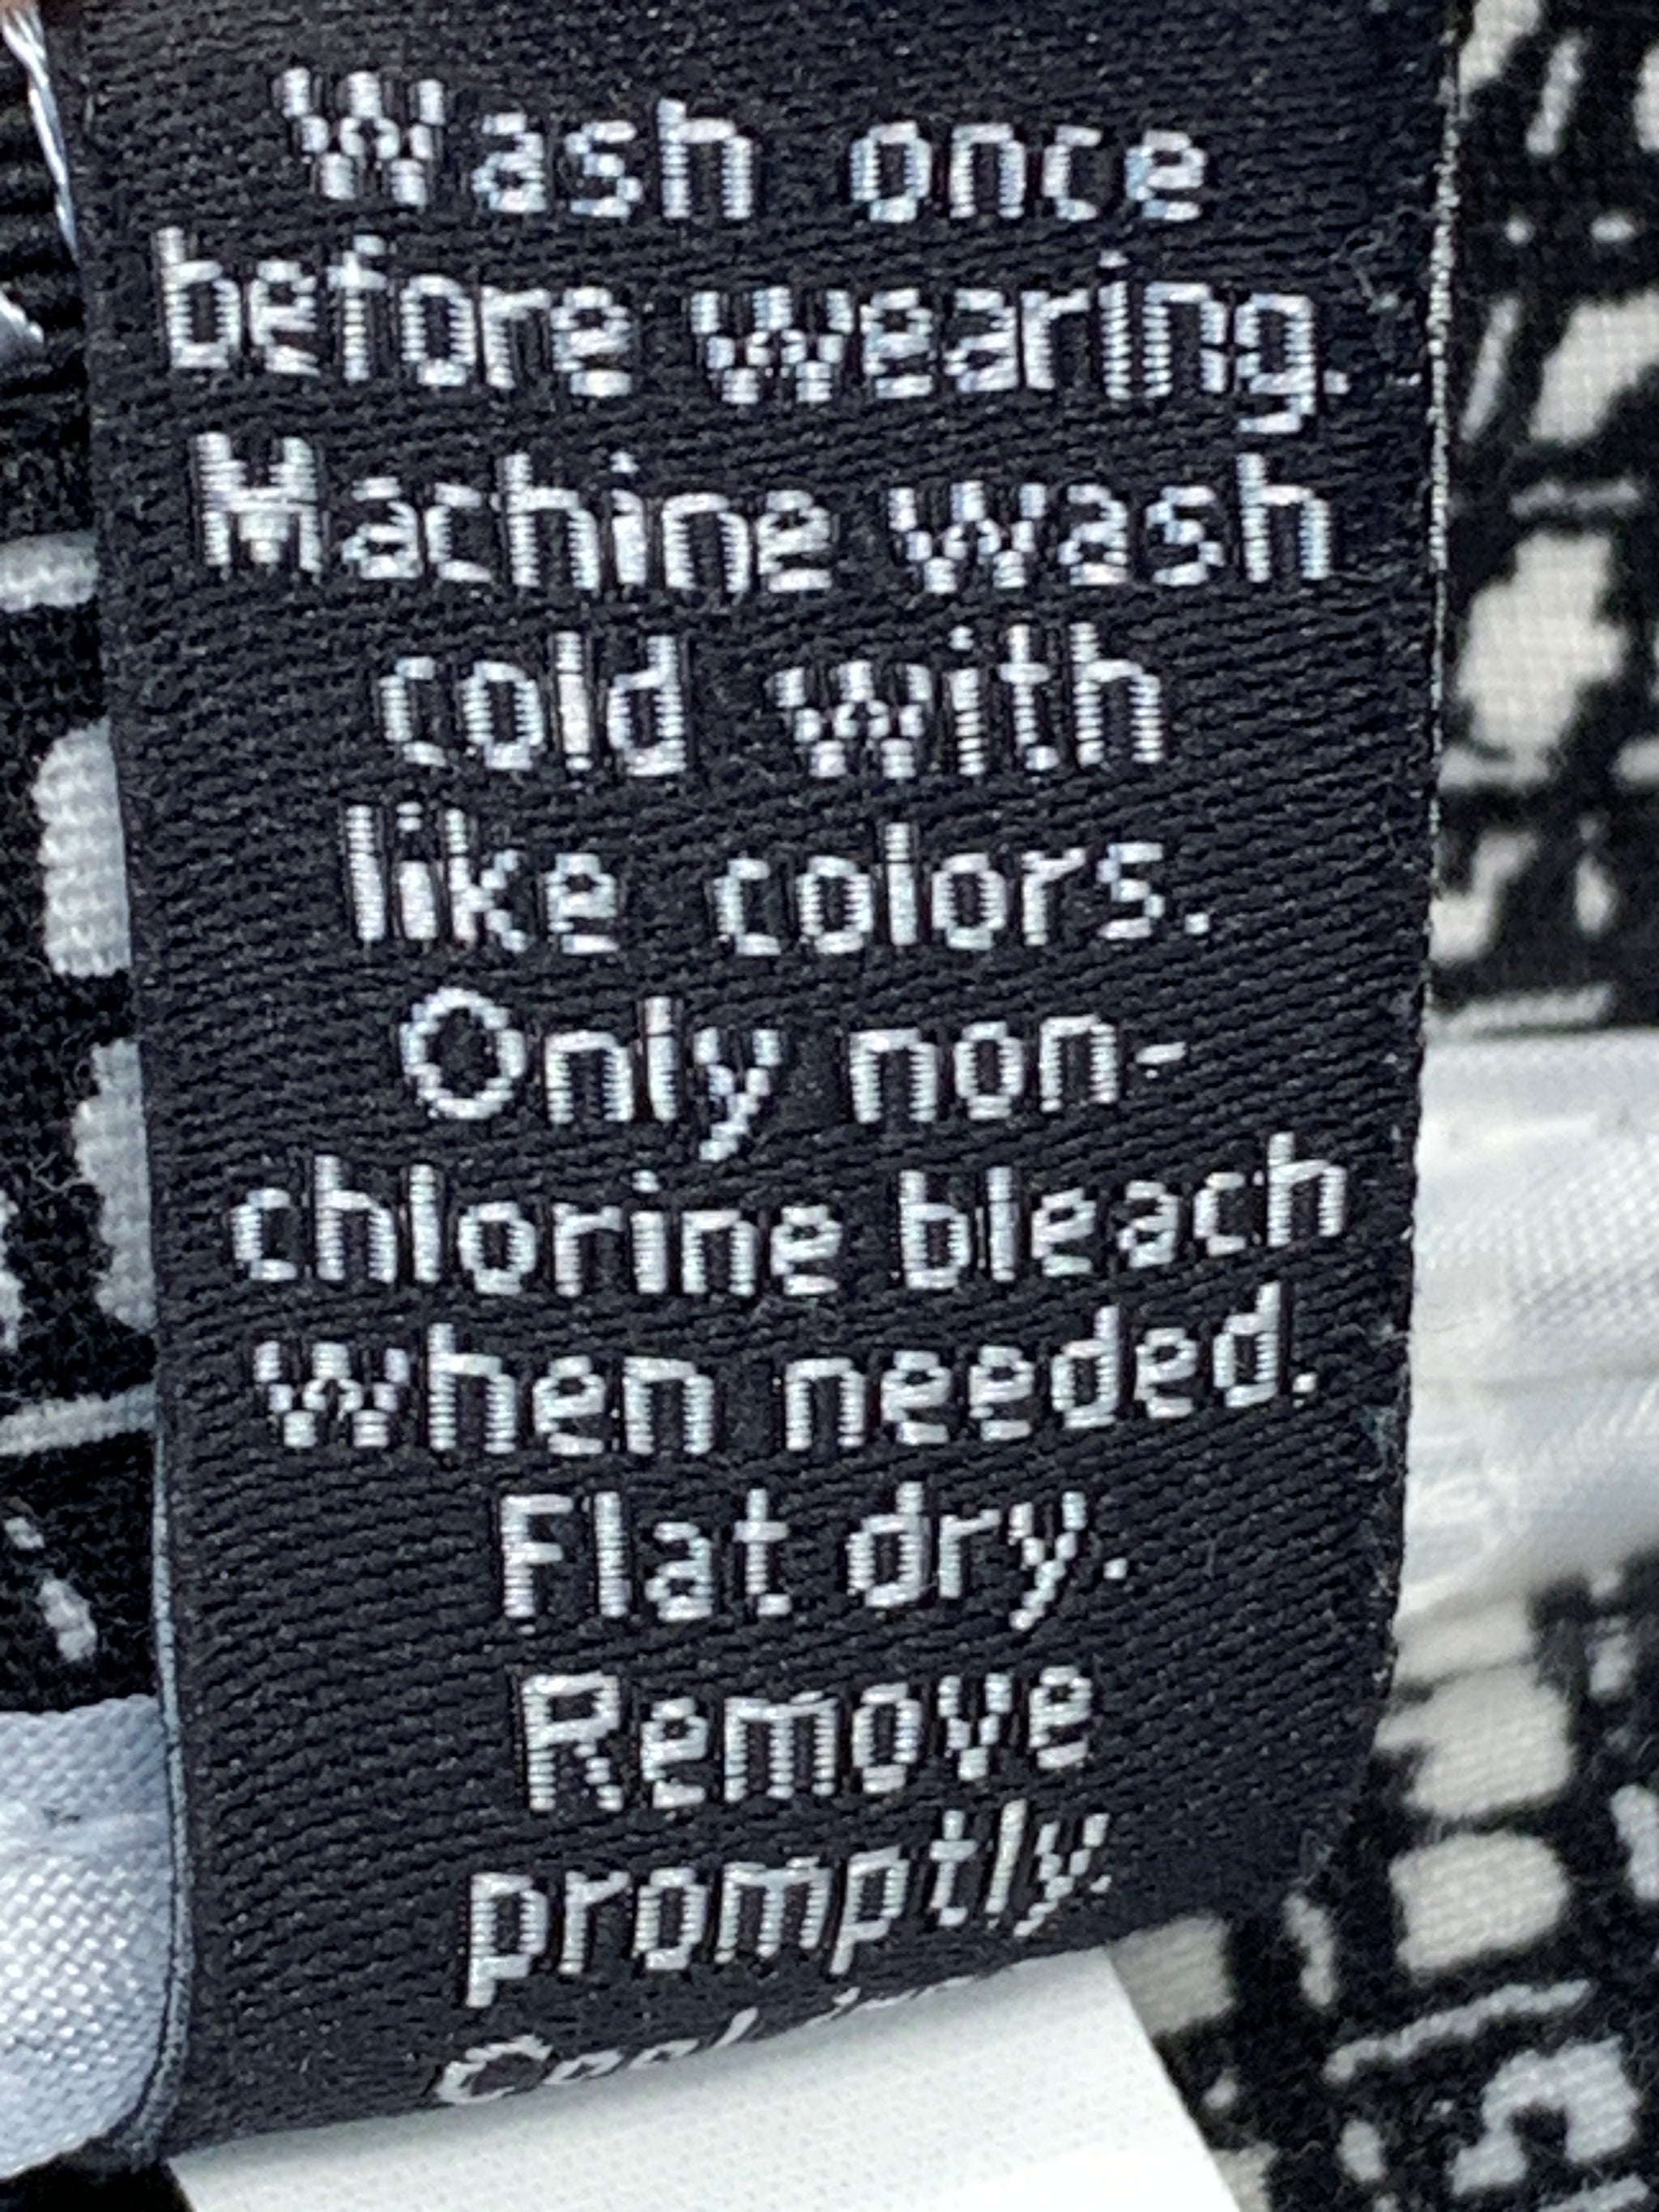 Wash once
before wearing.
Machine wash
cold with
like colors.
Only non-
chlorine bleach
when needed.
Flat dry.
Remove
promptly.